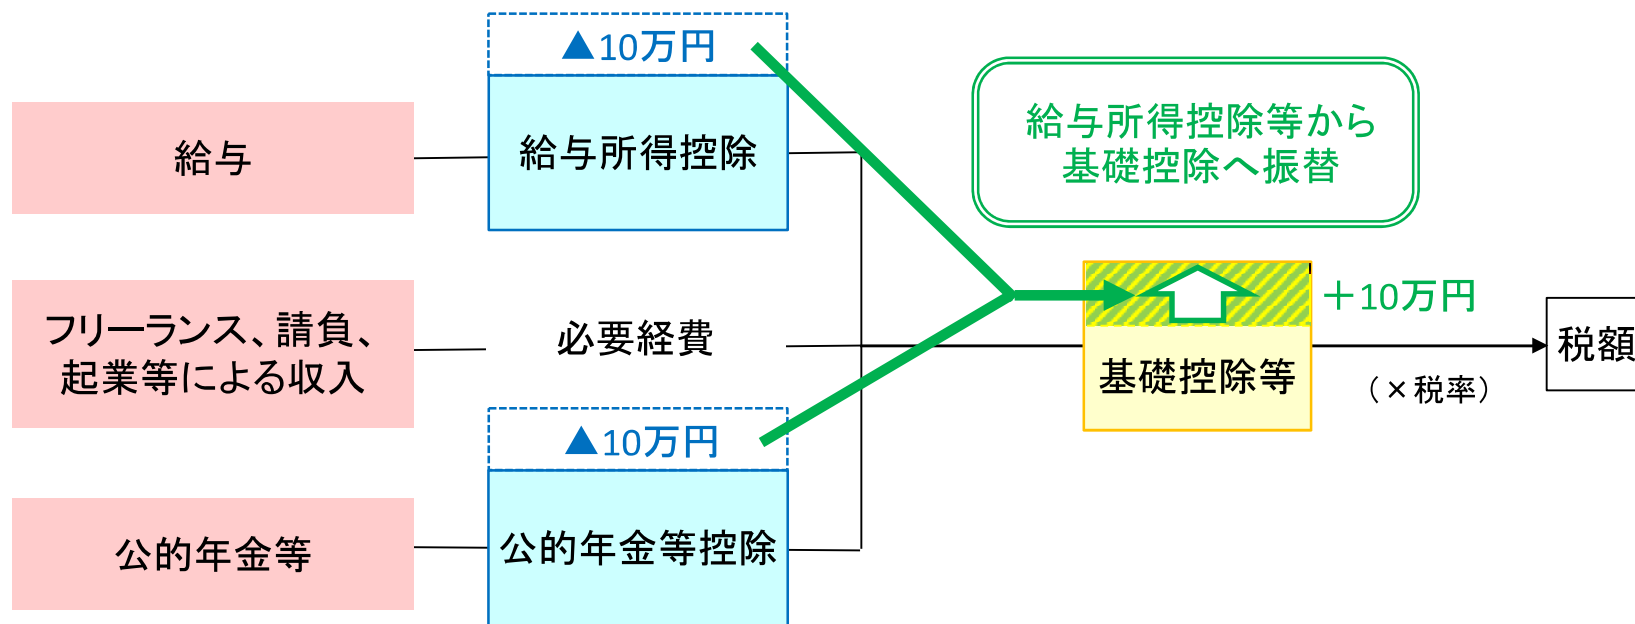 ▲10万円
給与
給与所得控除
給与所得控除等から
基礎控除へ振替
フリーランス、請負、
起業等による収入
必要経費
＋10万円
基礎控除等
（×税率）
税額
▲10万円
公的年金等
公的年金等控除